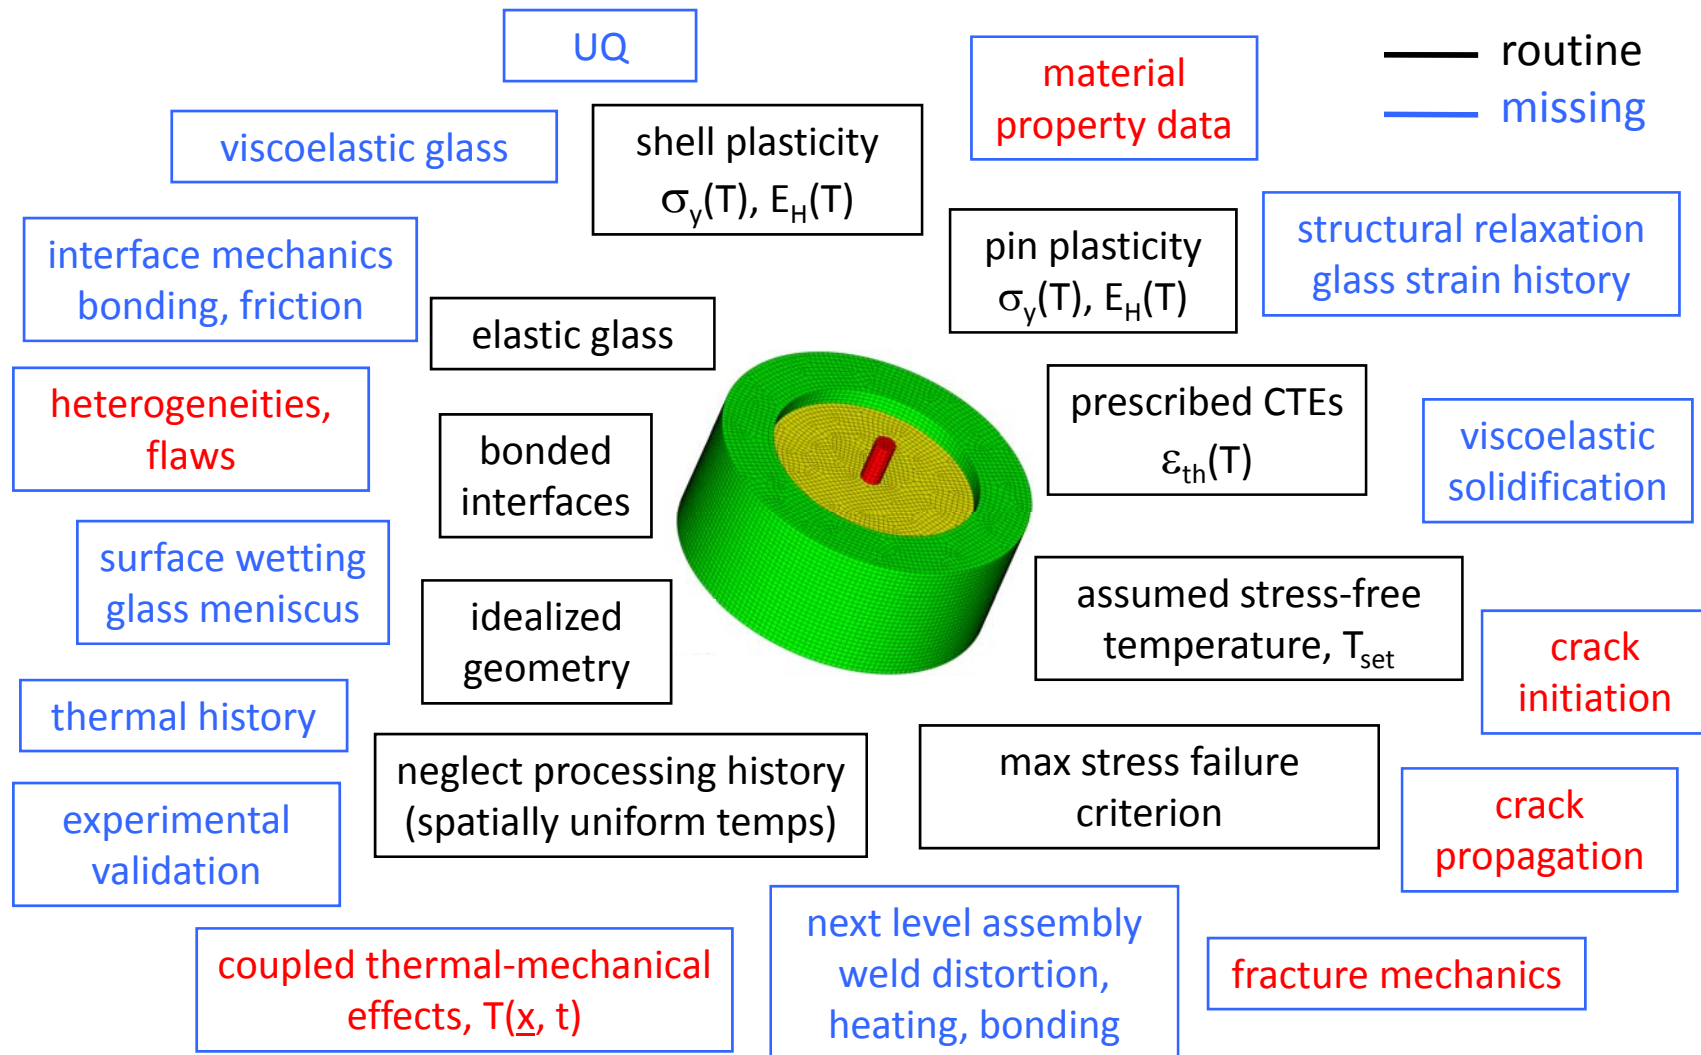 UQ
material
property data
routine
missing
viscoelastic glass
shell plasticity
σy(T), EH(T)
interface mechanics
bonding, friction
pin plasticity
σy(T), EH(T)
structural relaxation
glass strain history
elastic glass
heterogeneities,
flaws
bonded
interfaces
prescribed CTEs
εth(T)
viscoelastic
solidification
surface wetting
glass meniscus
idealized
geometry
assumed stress-free
temperature, Tset
crack
initiation
thermal history
neglect processing history
(spatially uniform temps)
max stress failure
criterion
crack
propagation
experimental
validation
coupled thermal-mechanical
effects, T(x, t)
next level assembly
weld distortion,
heating, bonding
fracture mechanics